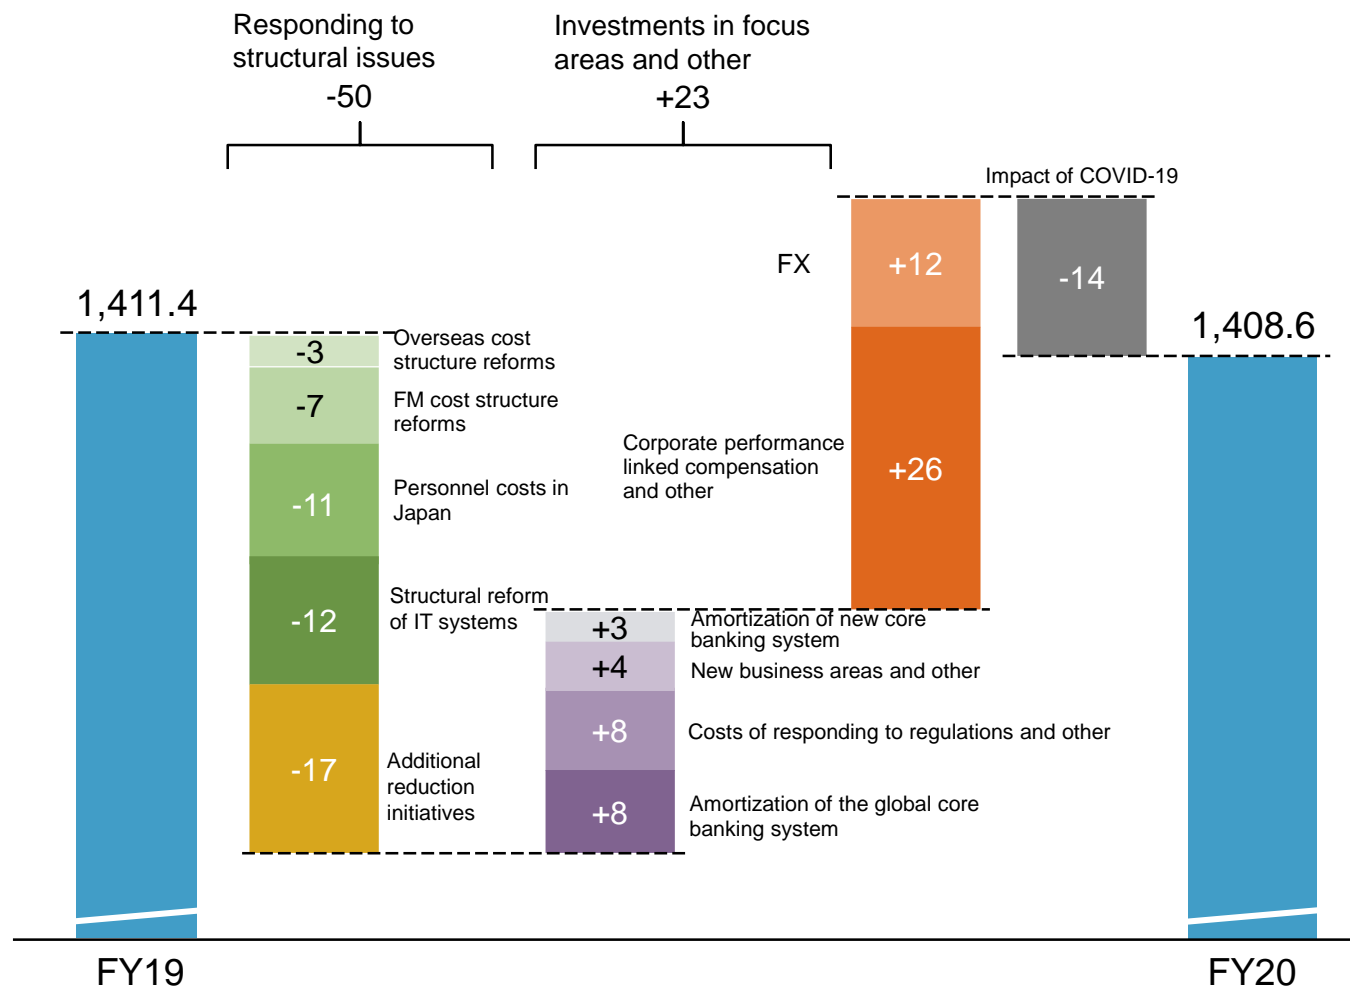 Responding to
structural issues
-50
Investments in focus
areas and other
+23
Impact of COVID-19
FX
+12
-14
1,411.4
1,408.6
-3
Overseas cost
structure reforms
-7
FM cost structure
reforms
-11
Personnel costs in
Japan
-12
Structural reform
of IT systems
-17
Additional
reduction
initiatives
Corporate performance
linked compensation
and other
+26
+3
Amortization of new core
banking system
+4
New business areas and other
+8
Costs of responding to regulations and other
+8
Amortization of the global core
banking system
FY19
FY20